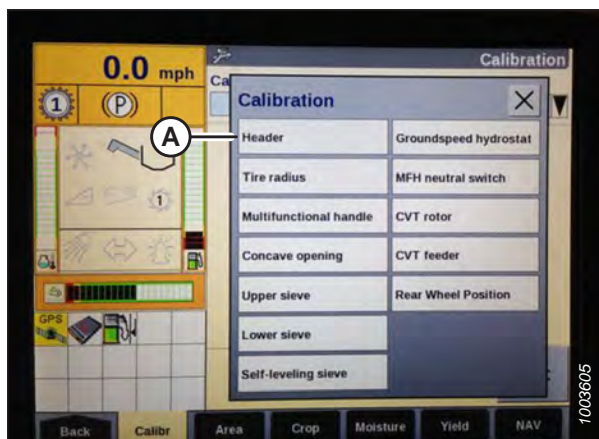 0.0 mph
Calibration
Ca
1
(P)
Calibration
X
A
Header
Groundspeed hydrostat
Tire radius
MFH neutral switch
1
Multifunctional handle
CVT rotor
Concave opening
CVT feeder
Upper sieve
Rear Wheel Position
GPS
Lower sieve
Self-leveling sieve
Back
Calibr
Area
Crop
Moisture
Yield
NAV
1003605